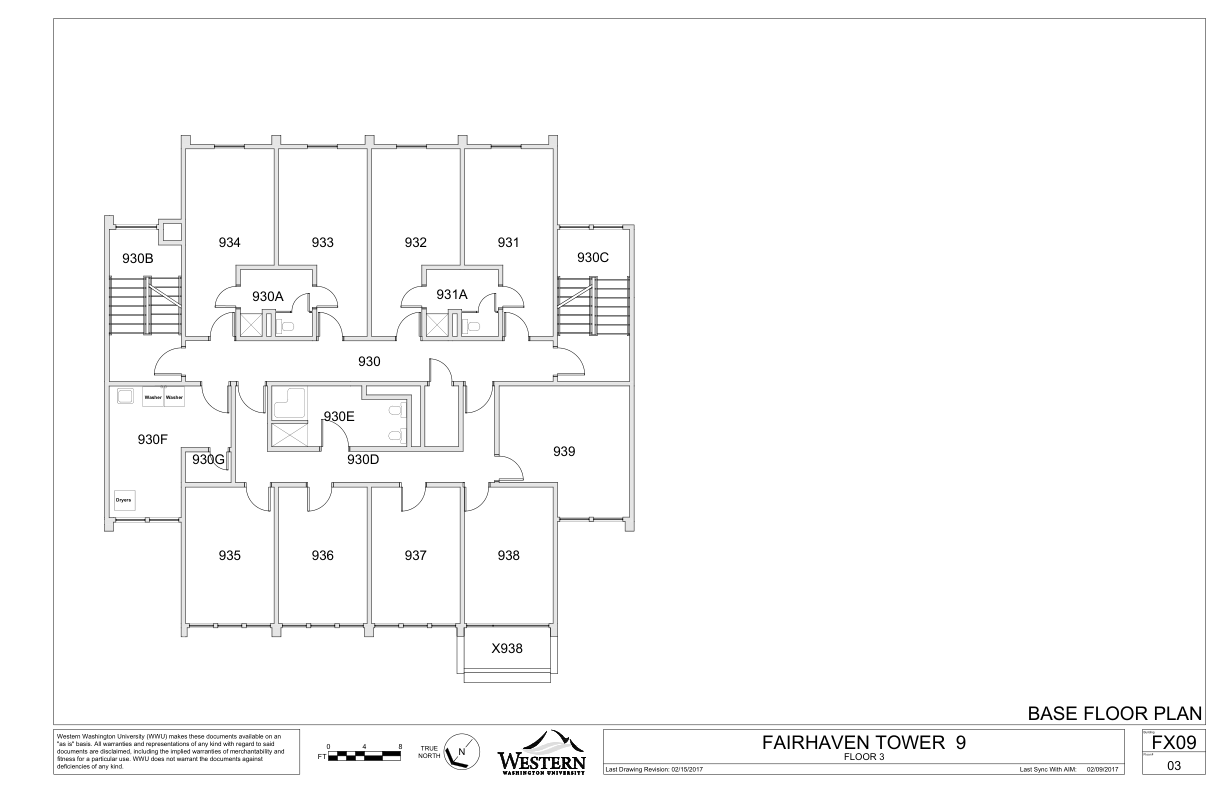 934
933
932
931
930B
930C
930A
931A
930
Washer Washer
930E
930F
930G
930D
939
Dryers
935
936
937
938
X938
BASE FLOOR PLAN
Western Washington University (WWU) makes these documents available on an
"as is" basis. All warranties and representations of any kind with regard to said
documents are disclaimed, including the implied warranties of merchantability and
fitness for a particular use. WWU does not warrant the documents against
deficiencies of any kind.
0 4 8
FT
TRUE
NORTH
N
WESTERN
WASHINGTON UNIVERSITY
FAIRHAVEN TOWER 9
FLOOR 3
Last Drawing Revision: 02/15/2017
Last Sync With AIM: 02/09/2017
FX09
03